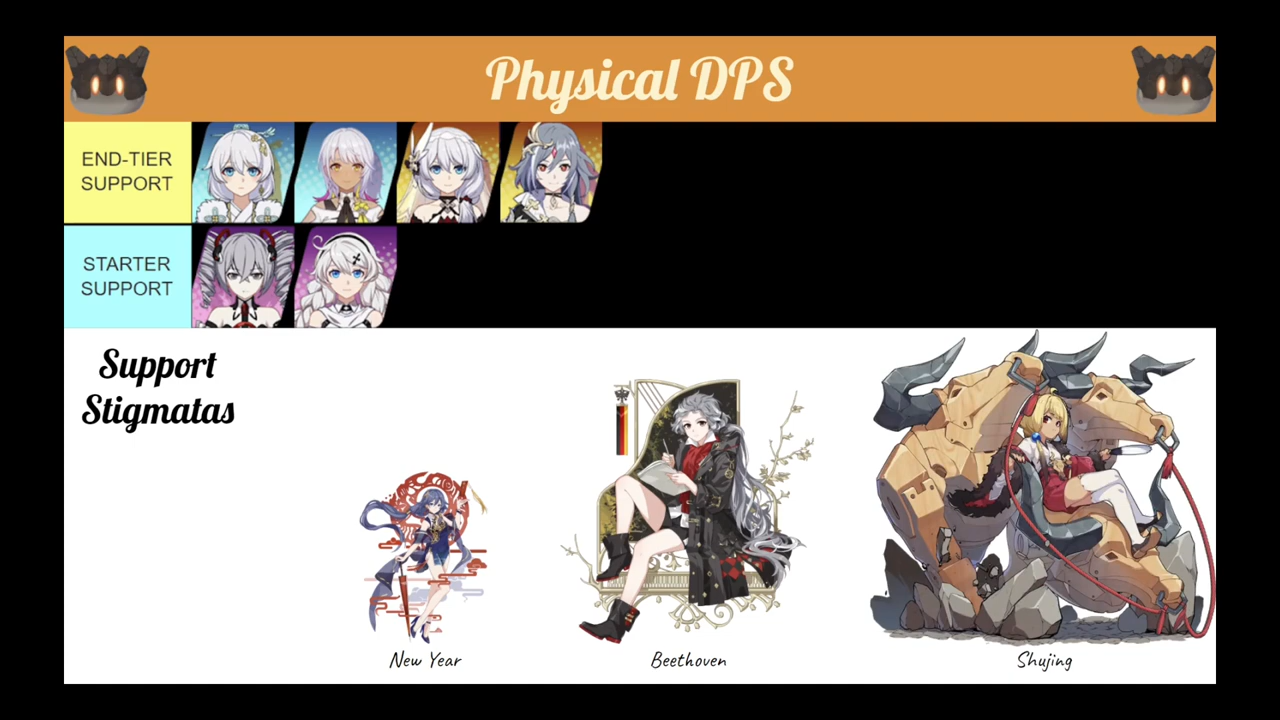 Physical DPS
END-TIER
SUPPORT
STARTER
SUPPORT
Support
Stigmatas
New Year
Beethoven
Shujing